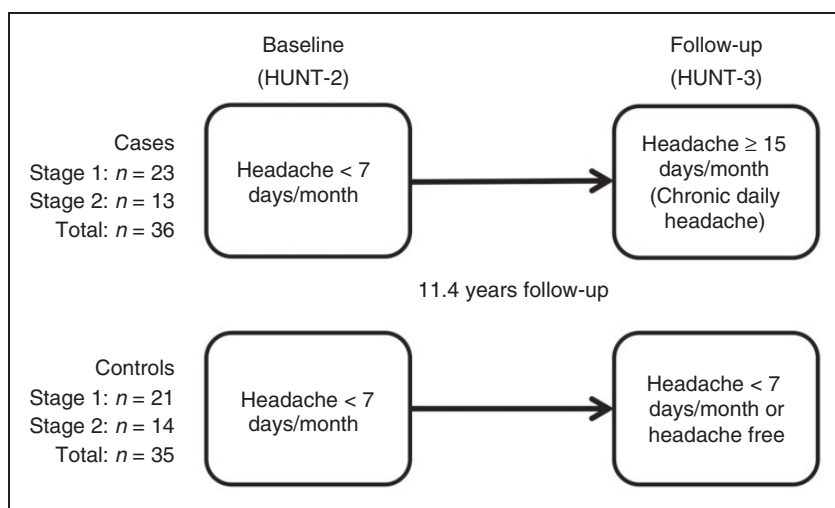 Baseline
(HUNT-2)
Follow-up
(HUNT-3)
Cases
Stage 1: n = 23
Stage 2: n = 13
Total: n = 36
Headache < 7
days/month
Headache ≥ 15
days/month
(Chronic daily
headache)
11.4 years follow-up
Controls
Stage 1: n = 21
Stage 2: n = 14
Total: n = 35
Headache < 7
days/month
Headache < 7
days/month or
headache free